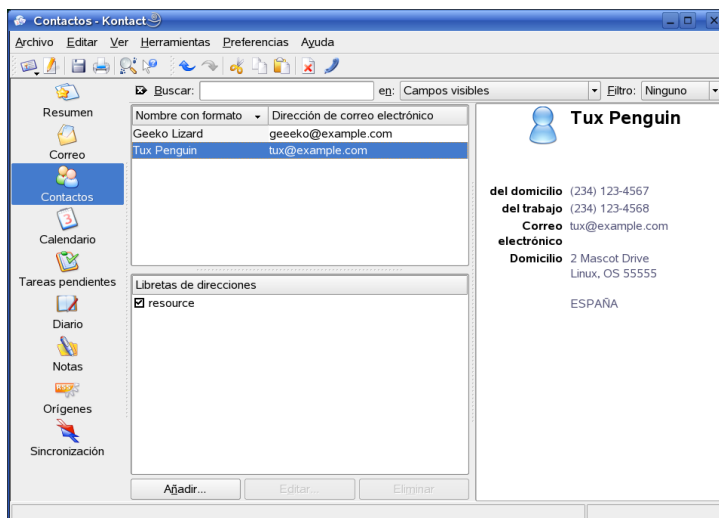 Contactos - Kontact
Archivo Editar Ver Herramientas Preferencias Ayuda
Buscar: en: Campos visibles Filtro: Ninguno
Resumen
Correo
Contactos
3
Calendario
Tareas pendientes
Diario
Notas
RSS
Orígenes
Sincronización
Nombre con formato Dirección de correo electrónico
Geeko Lizard geeeko@example.com
Tux Penguin tux@example.com
Libretas de direcciones
resource
Añadir... Editar... Eliminar
Tux Penguin
del domicilio (234) 123-4567
del trabajo (234) 123-4568
Correo electrónico tux@example.com
Domicilio 2 Mascot Drive
Linux, OS 55555
ESPAÑA